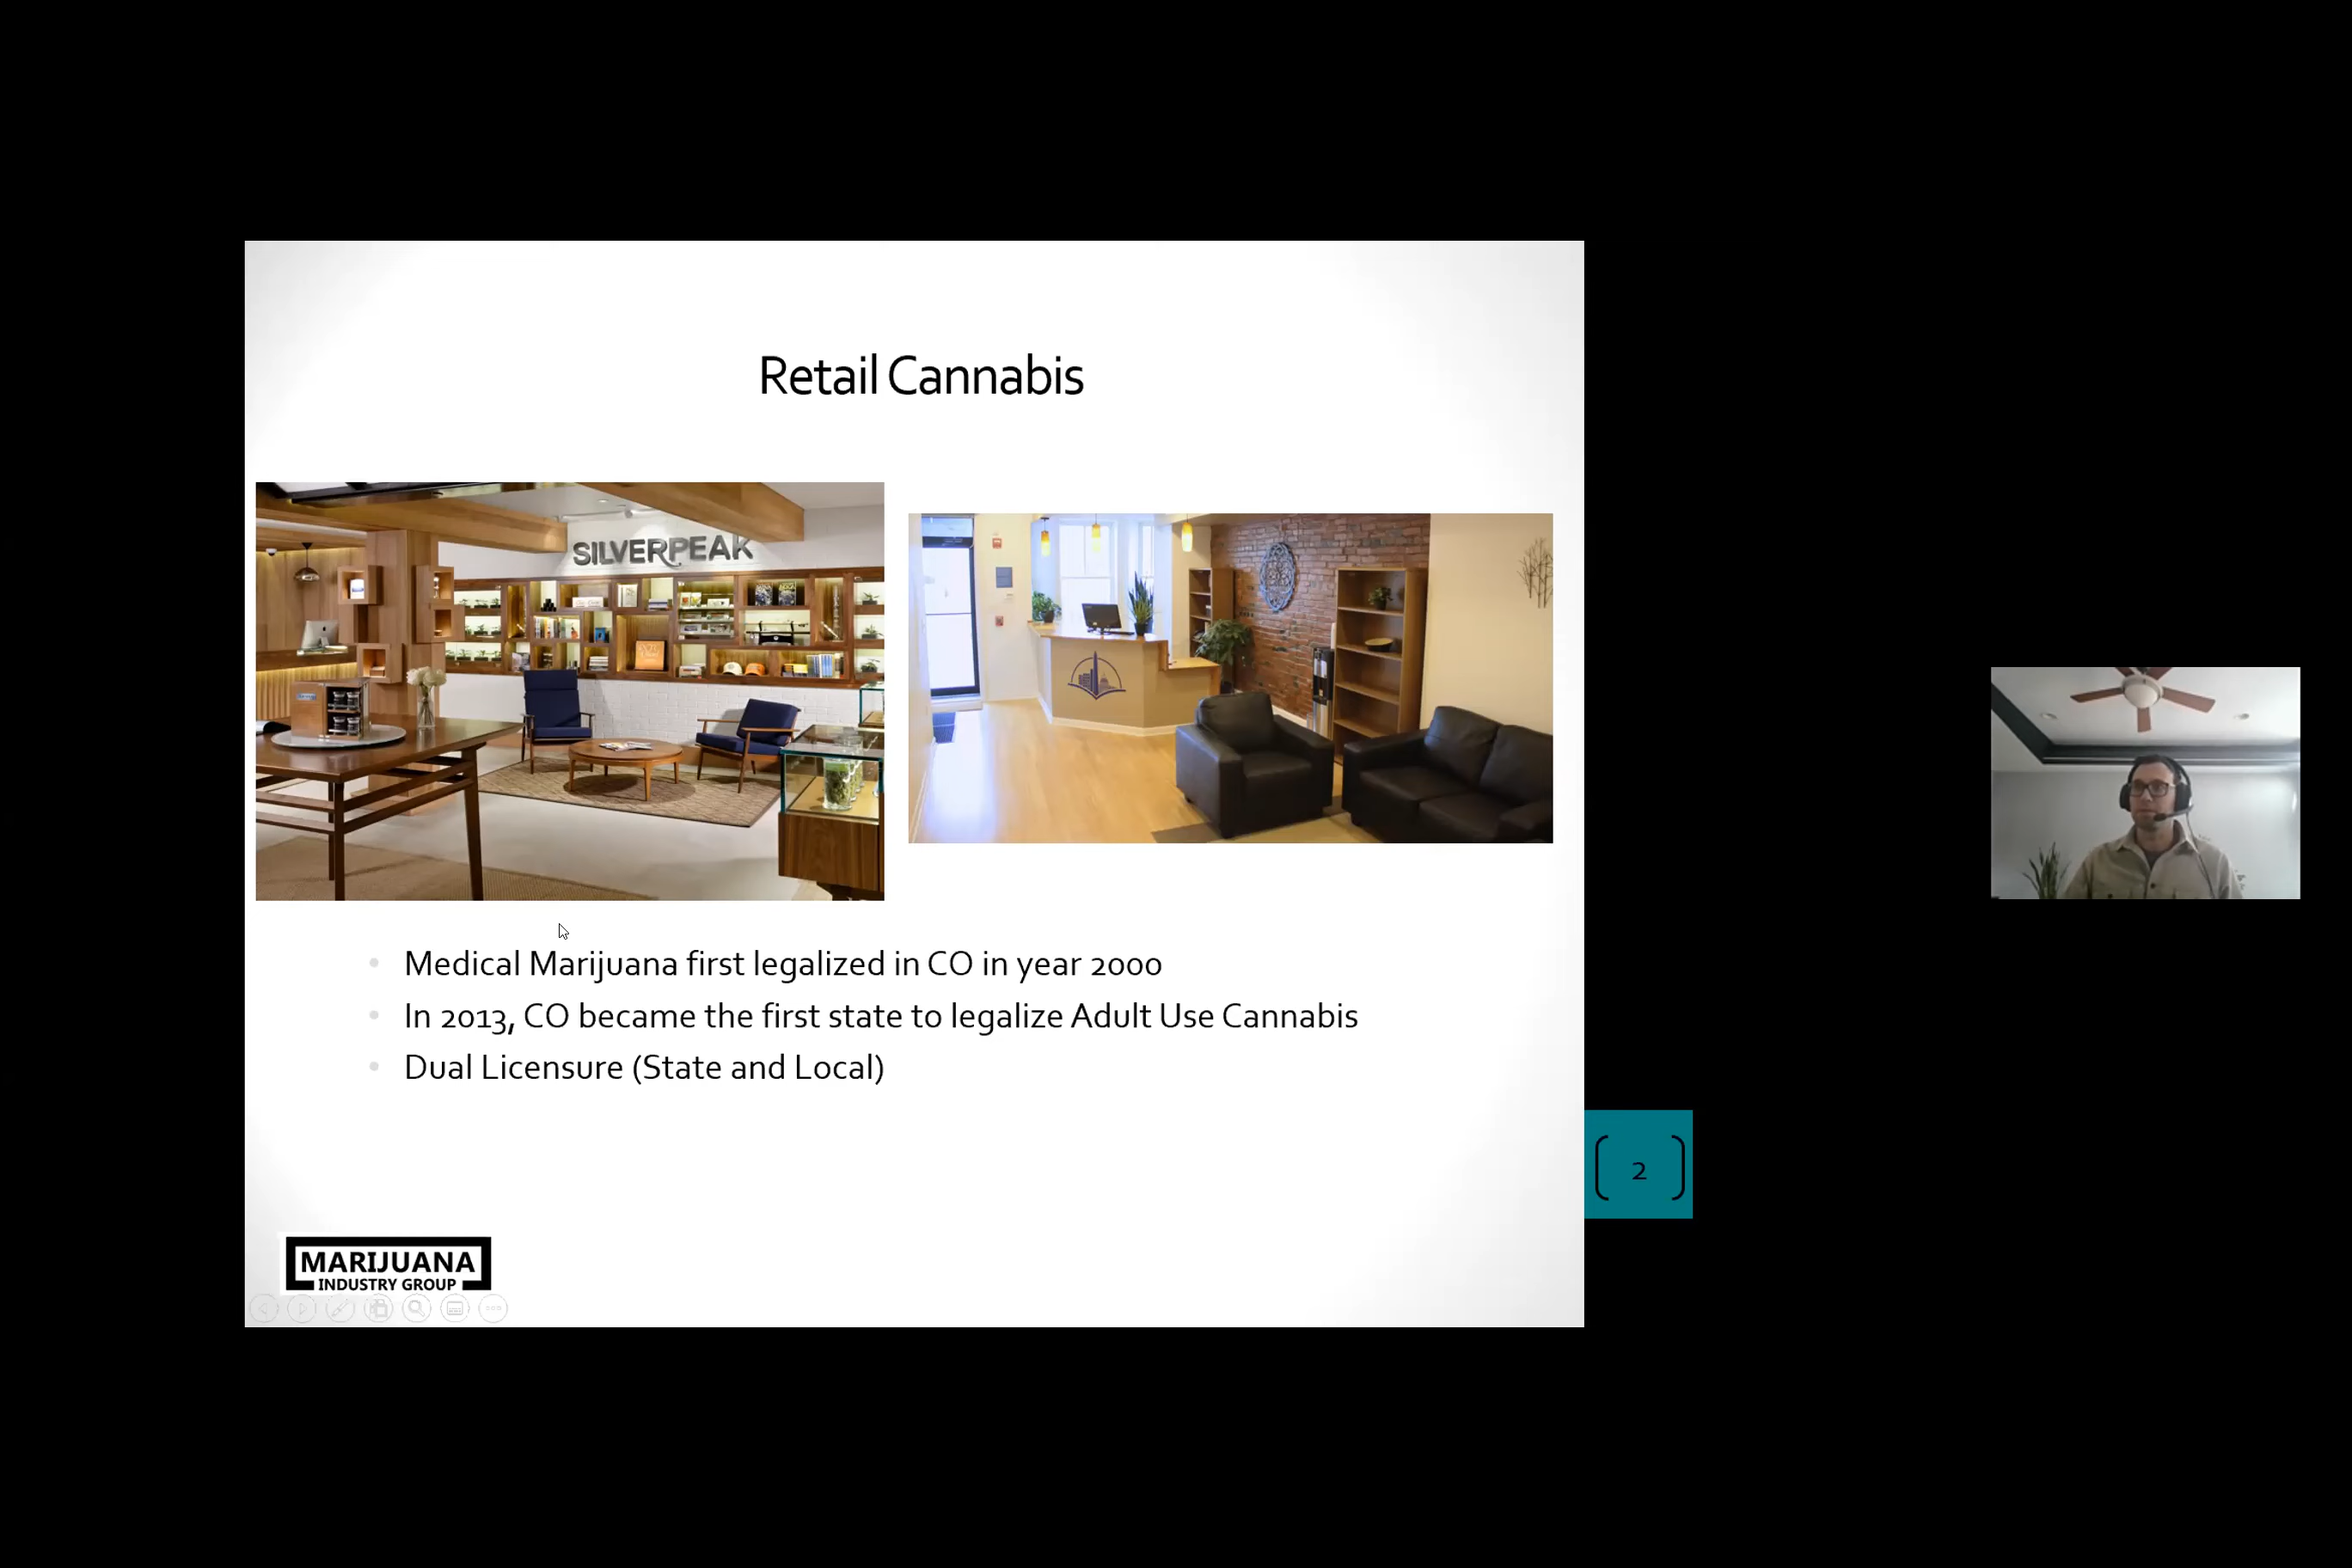 Retail Cannabis
SILVERPEAK
• Medical Marijuana first legalized in CO in year 2000
• In 2013, CO became the first state to legalize Adult Use Cannabis
• Dual Licensure (State and Local)
2
MARIJUANA
INDUSTRY GROUP